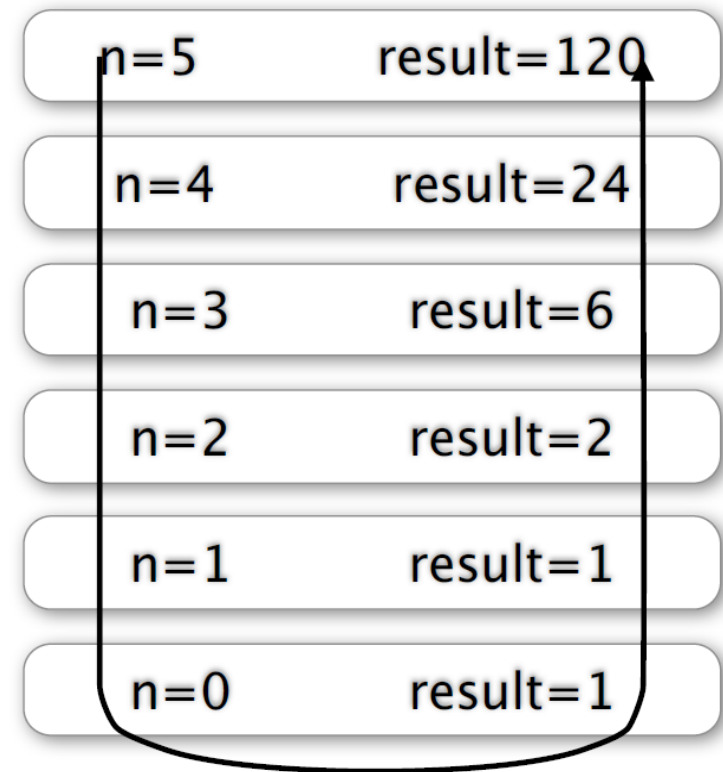 n=5 result=120
n=4 result=24
n=3 result=6
n=2 result=2
n=1 result=1
n=0 result=1